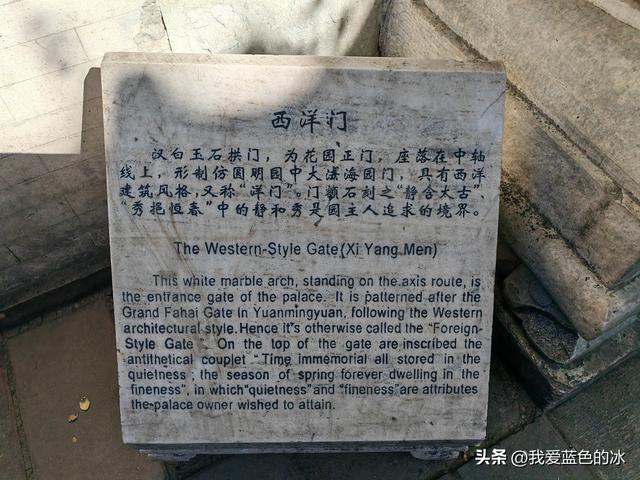 西洋门
汉白玉石拱门，为花园正门，座落在中轴
线上，形制仿圆明园中大法海园门，具有西洋
建筑风格，又称“洋门”。门额石刻之“静含太古”、
“秀挹恒春”中的静和秀是园主人追求的境界。
The Western-Style Gate(Xi Yang Men)
This white marble arch, standing on the axis route, is
the entrance gate of the palace. It is patterned after the
Grand Fahai Gate in Yuanmingyuan, following the Western
architectural style. Hence it's otherwise called the "Foreign-
Style Gate". On the top of the gate are inscribed the
antithetical couplet "Time immemorial all stored in the
quietness ; the season of spring forever dwelling in the
fineness", in which "quietness" and "fineness" are attributes
the palace owner wished to attain.
头条 @我爱蓝色的冰